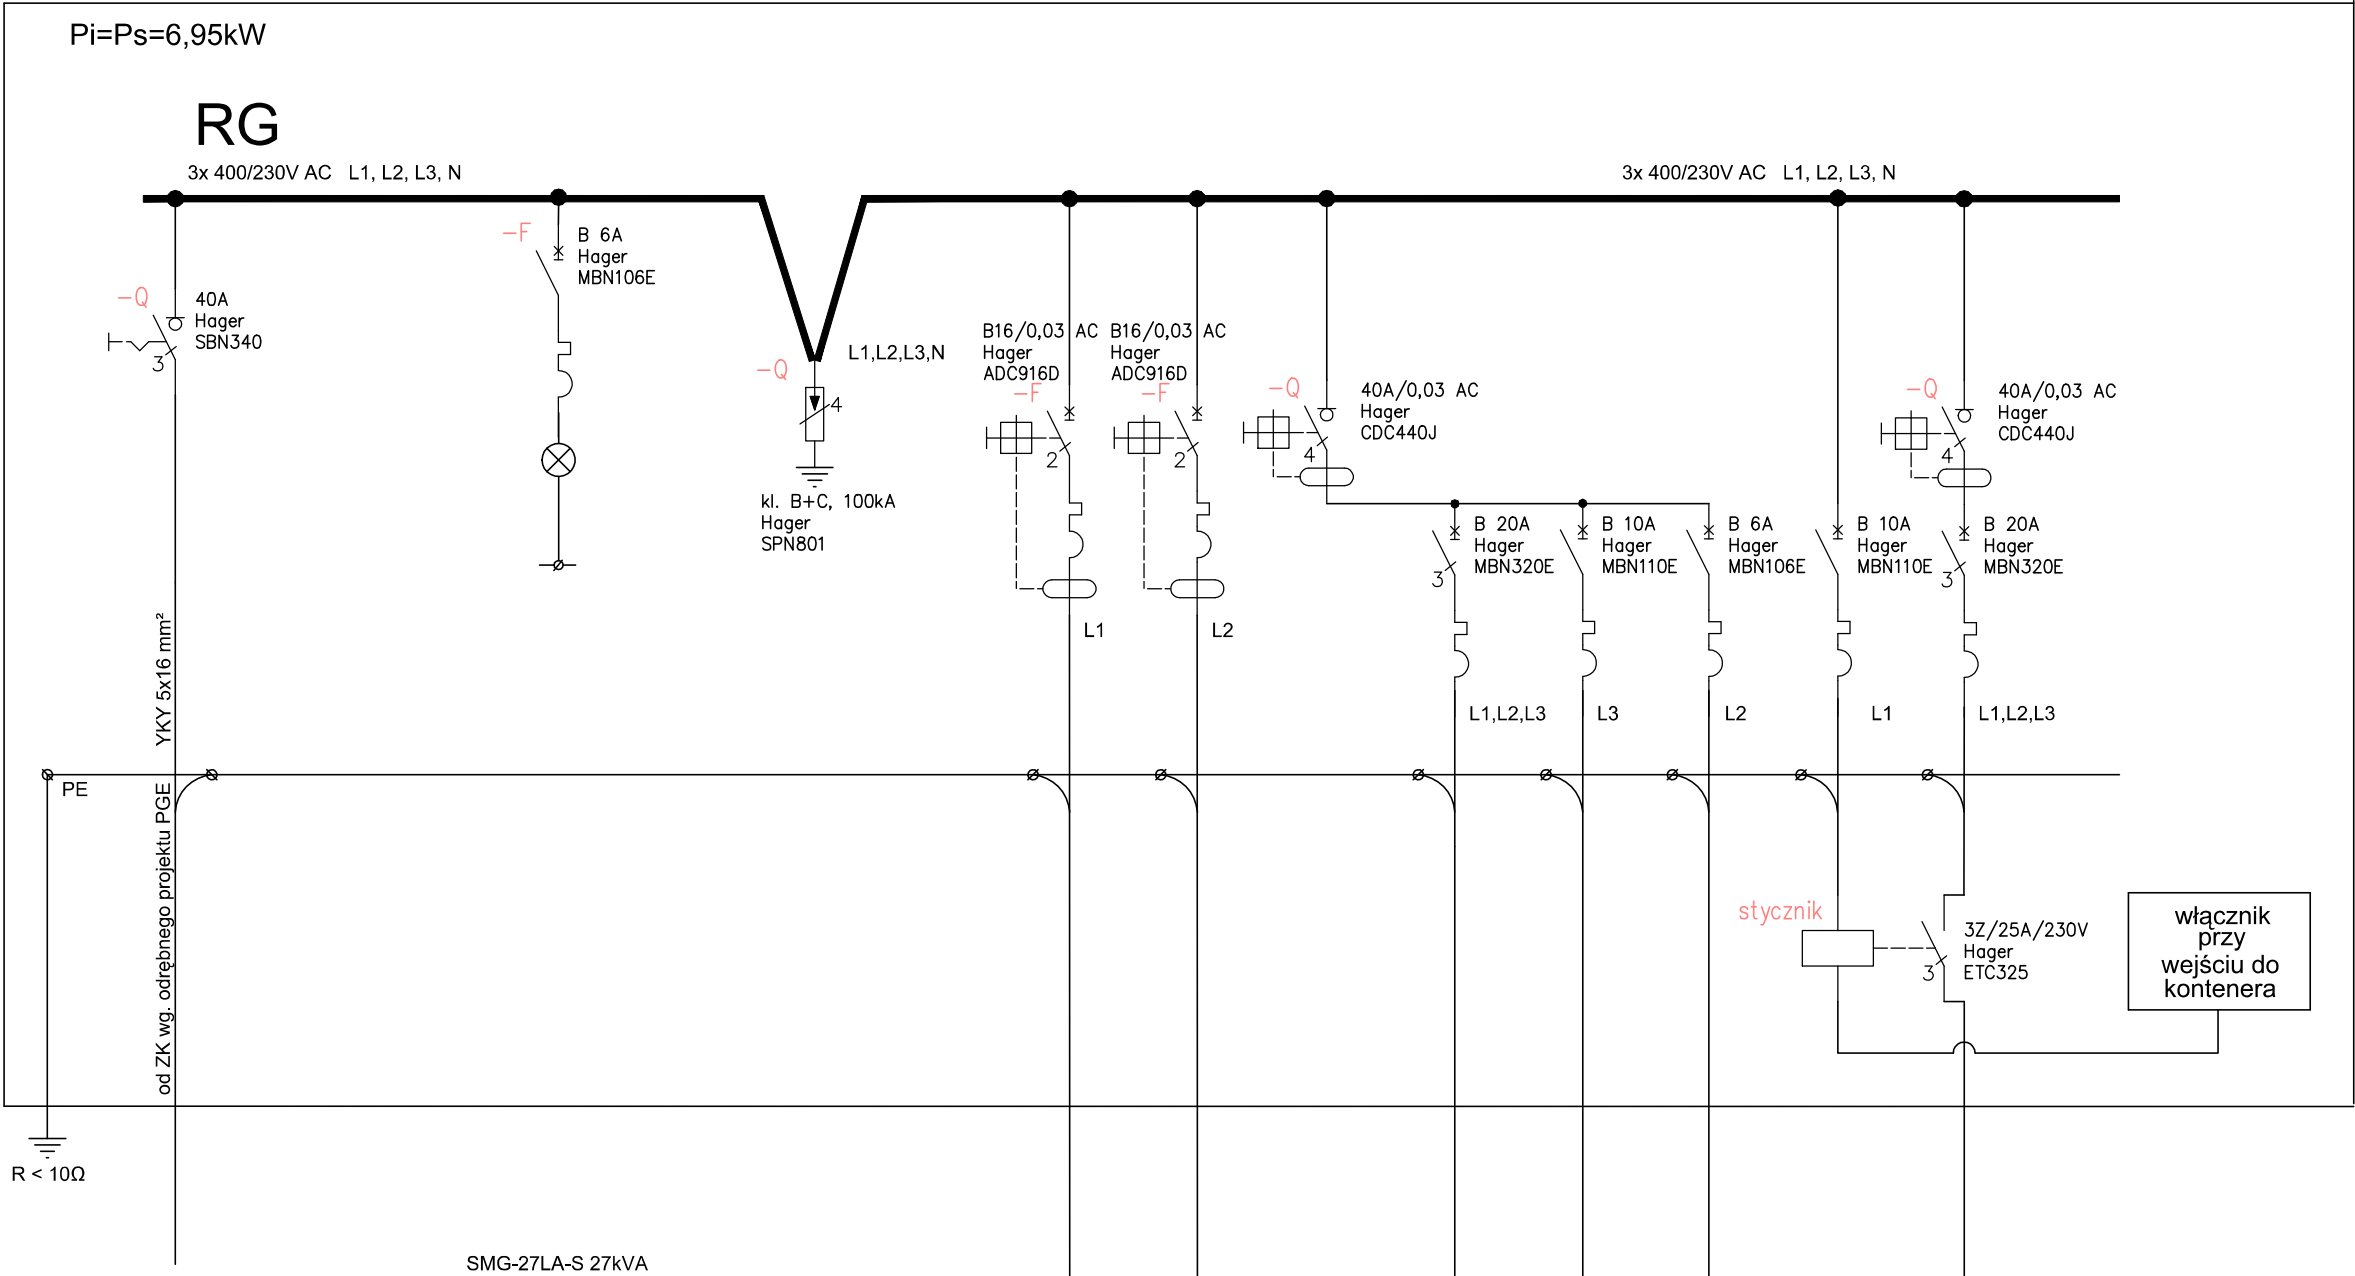 Pi=Ps=6,95kW
RG
3x 400/230V AC L1, L2, L3, N
3x 400/230V AC L1, L2, L3, N
-Q
40A
Hager
SBN340
3
-F
B 6A
Hager
MBN106E
-Q
L1,L2,L3,N
4
kl. B+C, 100kA
Hager
SPN801
B16/0,03 AC
Hager
ADC916D
-F
2
L1
B16/0,03 AC
Hager
ADC916D
-F
2
L2
-Q
40A/0,03 AC
Hager
CDC440J
4
B 20A
Hager
MBN320E
3
L1,L2,L3
B 10A
Hager
MBN110E
L3
B 6A
Hager
MBN106E
L2
B 10A
Hager
MBN110E
L1
-Q
40A/0,03 AC
Hager
CDC440J
4
B 20A
Hager
MBN320E
3
L1,L2,L3
YKY 5x16 mm²
od ZK wg. odrębnego projektu PGE
PE
stycznik
3Z/25A/230V
Hager
ETC325
3
włącznik
przy
wejściu do
kontenera
R < 10Ω
SMG-27LA-S 27kVA